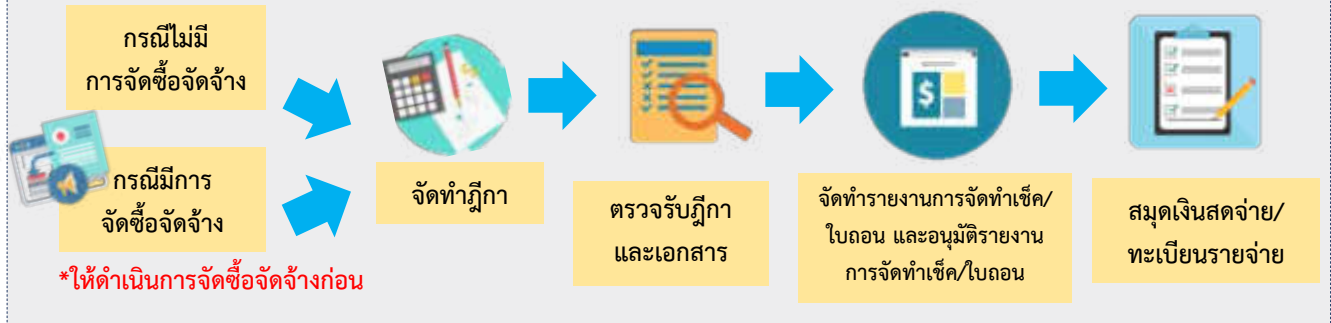 กรณีไม่มี
การจัดซื้อจัดจ้าง
กรณีมีการ
จัดซื้อจัดจ้าง
*ให้ดำเนินการจัดซื้อจัดจ้างก่อน
จัดทำฎีกา
ตรวจรับฎีกา
และเอกสาร
จัดทำรายงานการจัดทำเช็ค/
ใบถอน และอนุมัติรายงาน
การจัดทำเช็ค/ใบถอน
สมุดเงินสดจ่าย/
ทะเบียนรายจ่าย